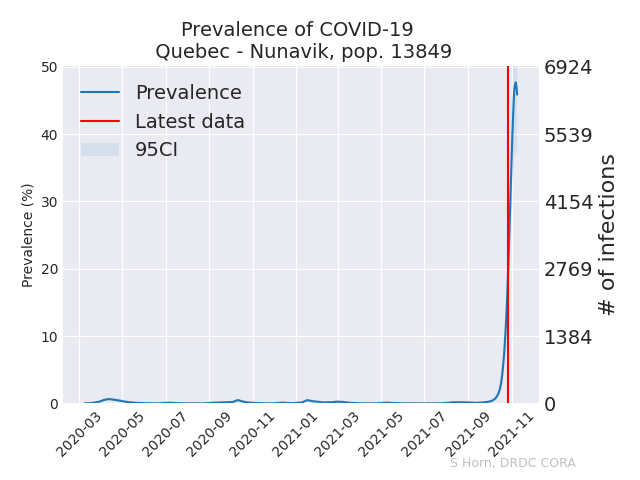 Prevalence of COVID-19
Quebec - Nunavik, pop. 13849
Prevalence
Latest data
95CI
Prevalence (%)
50
40
30
20
10
0
6924
5539
4154
2769
1384
0
# of infections
2020-03
2020-05
2020-07
2020-09
2020-11
2021-01
2021-03
2021-05
2021-07
2021-09
2021-11
S Horn, DRDC CORA